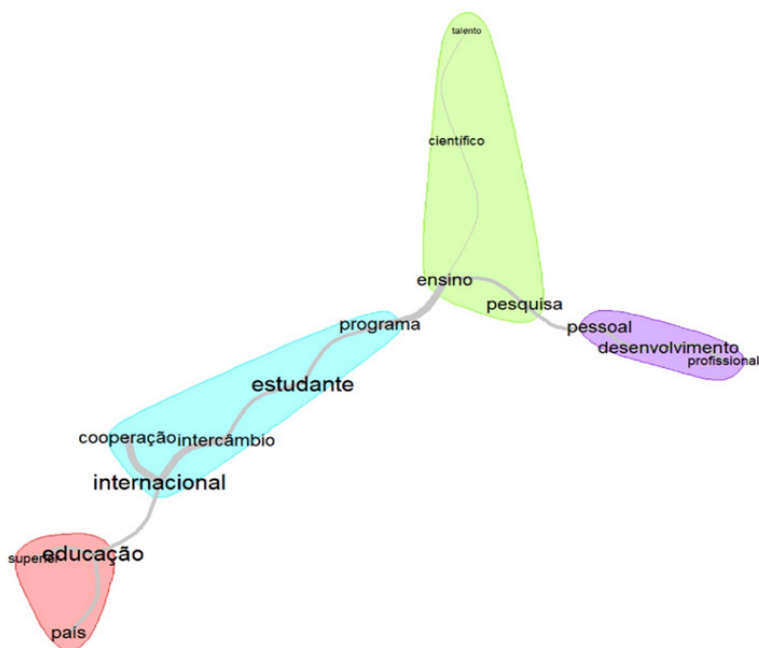 talento
científico
ensino
pesquisa
programa
pessoal
desenvolvimento
profissional
estudante
cooperação
intercâmbio
internacional
educação
superior
país